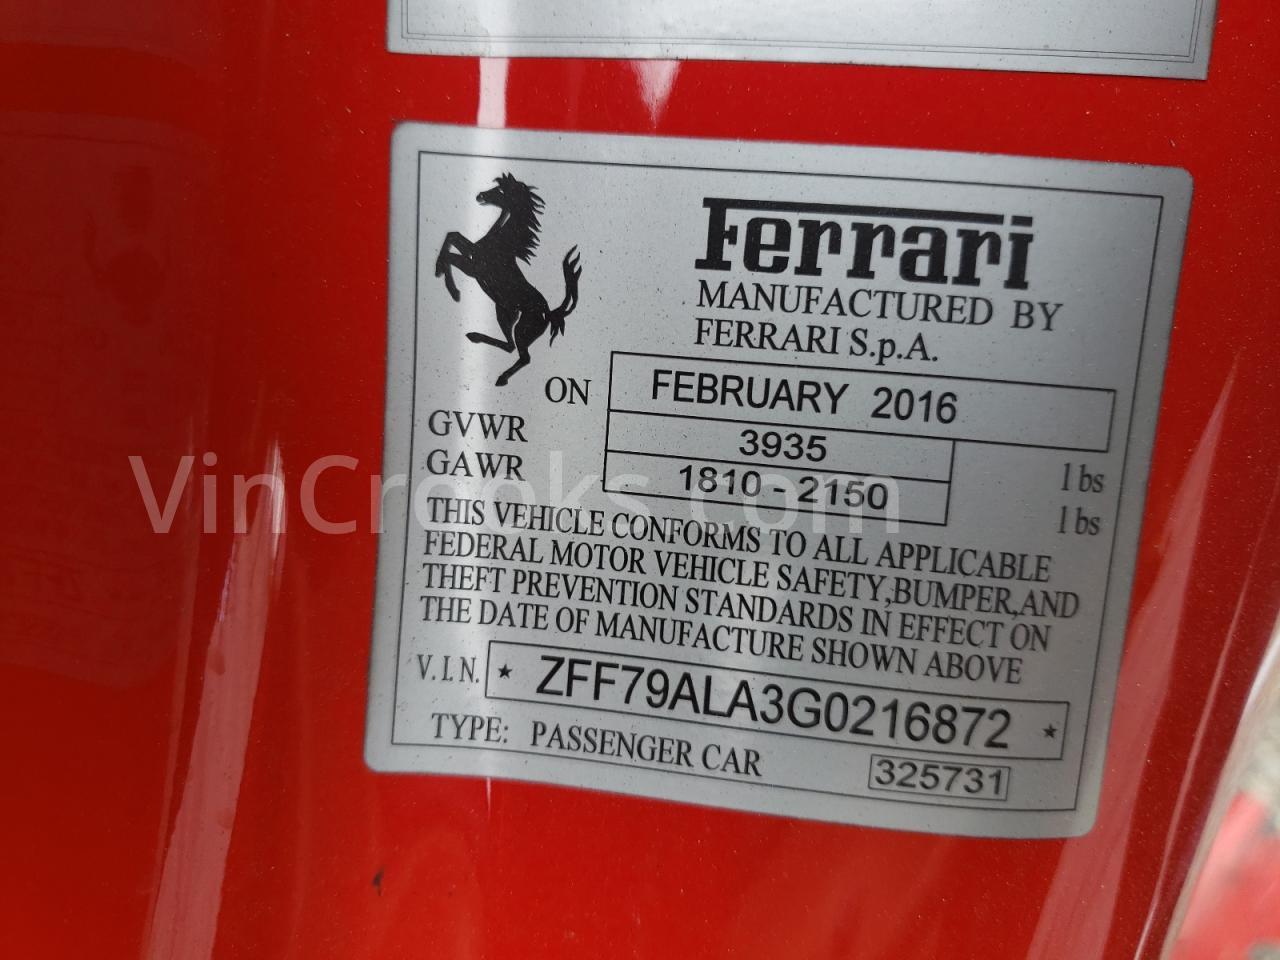 Ferrari
MANUFACTURED BY
FERRARI S.p.A.
ON FEBRUARY 2016
GVWR 3935 lbs
GAWR 1810 - 2150 lbs
VinCrooks.com
THIS VEHICLE CONFORMS TO ALL APPLICABLE
FEDERAL MOTOR VEHICLE SAFETY,BUMPER,AND
THEFT PREVENTION STANDARDS IN EFFECT ON
THE DATE OF MANUFACTURE SHOWN ABOVE
V.I.N. * ZFF79ALA3G0216872 *
TYPE: PASSENGER CAR 325731